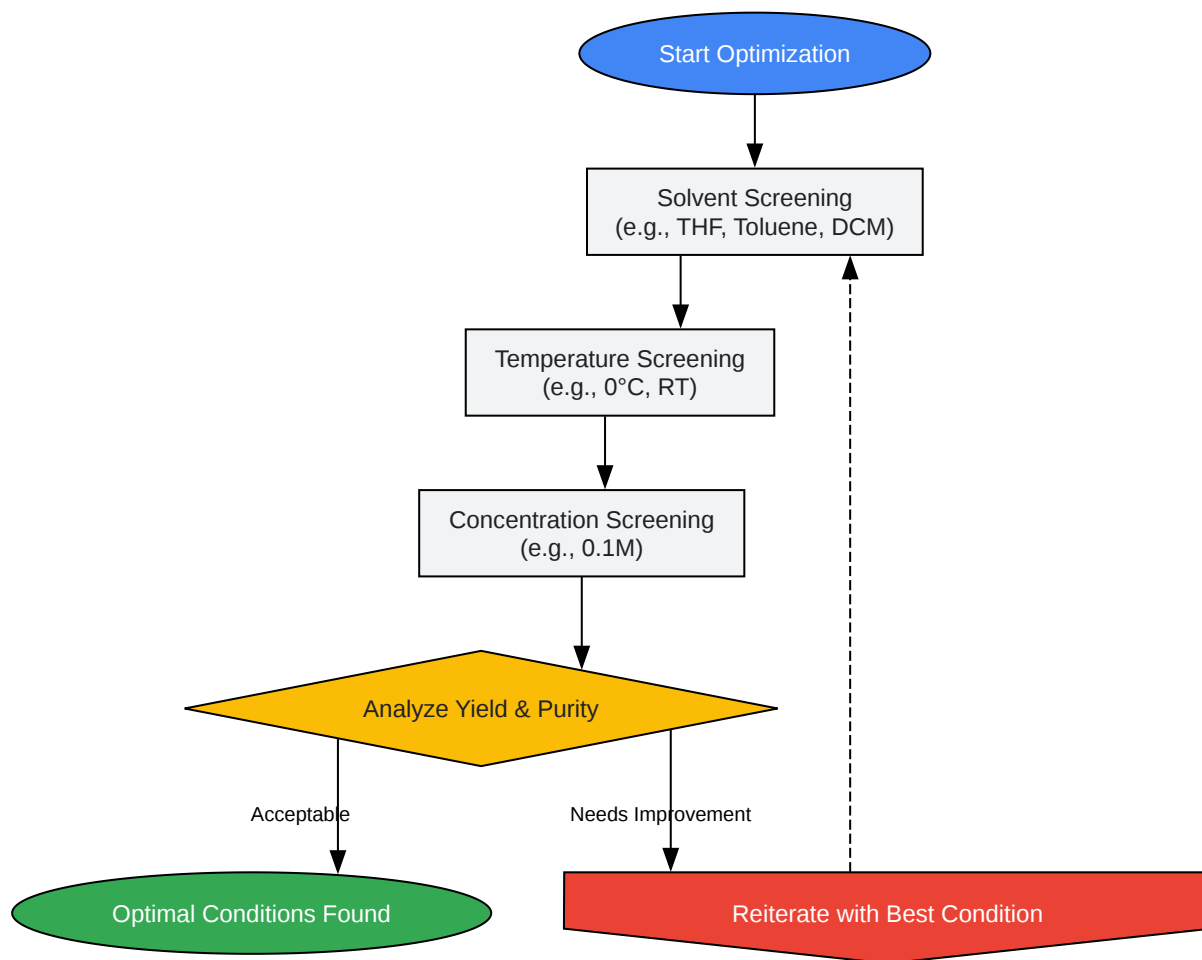 Start Optimization
Solvent Screening
(e.g., THF, Toluene, DCM)
Temperature Screening
(e.g., 0°C, RT)
Concentration Screening
(e.g., 0.1M)
Analyze Yield & Purity
Acceptable
Needs Improvement
Optimal Conditions Found
Reiterate with Best Condition